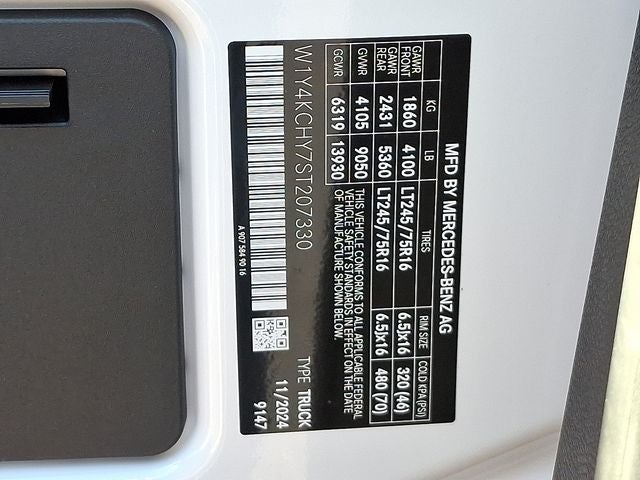 MFD BY MERCEDES-BENZ AG
KG LB TIRES RIM SIZE COLD KPA(PSI)
GAWR FRONT 1860 4100 LT245/75R16 6.5Jx16 320 (46)
GAWR REAR 2431 5360 LT245/75R16 6.5Jx16 480 (70)
GVWR 4105 9050
GCWR 6319 13930
THIS VEHICLE CONFORMS TO ALL APPLICABLE FEDERAL
VEHICLE SAFETY STANDARDS IN EFFECT ON THE DATE
OF MANUFACTURE SHOWN BELOW.
W1Y4KCHY7ST207330
TYPE TRUCK
11/2024
9147
A 907 584 90 16